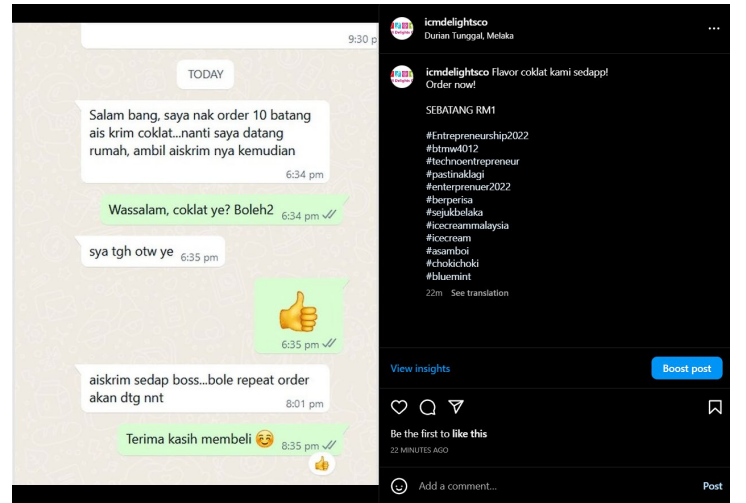 9:30 p
TODAY
Salam bang, saya nak order 10 batang
ais krim coklat...nanti saya datang
rumah, ambil aiskrim nya kemudian
6:34 pm
Wassalam, coklat ye? Boleh2
6:34 pm
sya tgh otw ye
6:35 pm
6:35 pm
aiskrim sedap boss...bole repeat order
akan dtg nnt
8:01 pm
Terima kasih membeli
8:35 pm
icmdelightsco
Durian Tunggal, Melaka
icmdelightsco Flavor coklat kami sedapp!
Order now!
SEBATANG RM1
#Entrepreneurship2022
#btmw4012
#technoentrepreneur
#pastinaklagi
#enterprenuer2022
#berperisa
#sejukbelaka
#icecreammalaysia
#icecream
#asamboi
#chokichoki
#bluemint
22m See translation
View insights
Boost post
Be the first to like this
22 MINUTES AGO
Add a comment...
Post